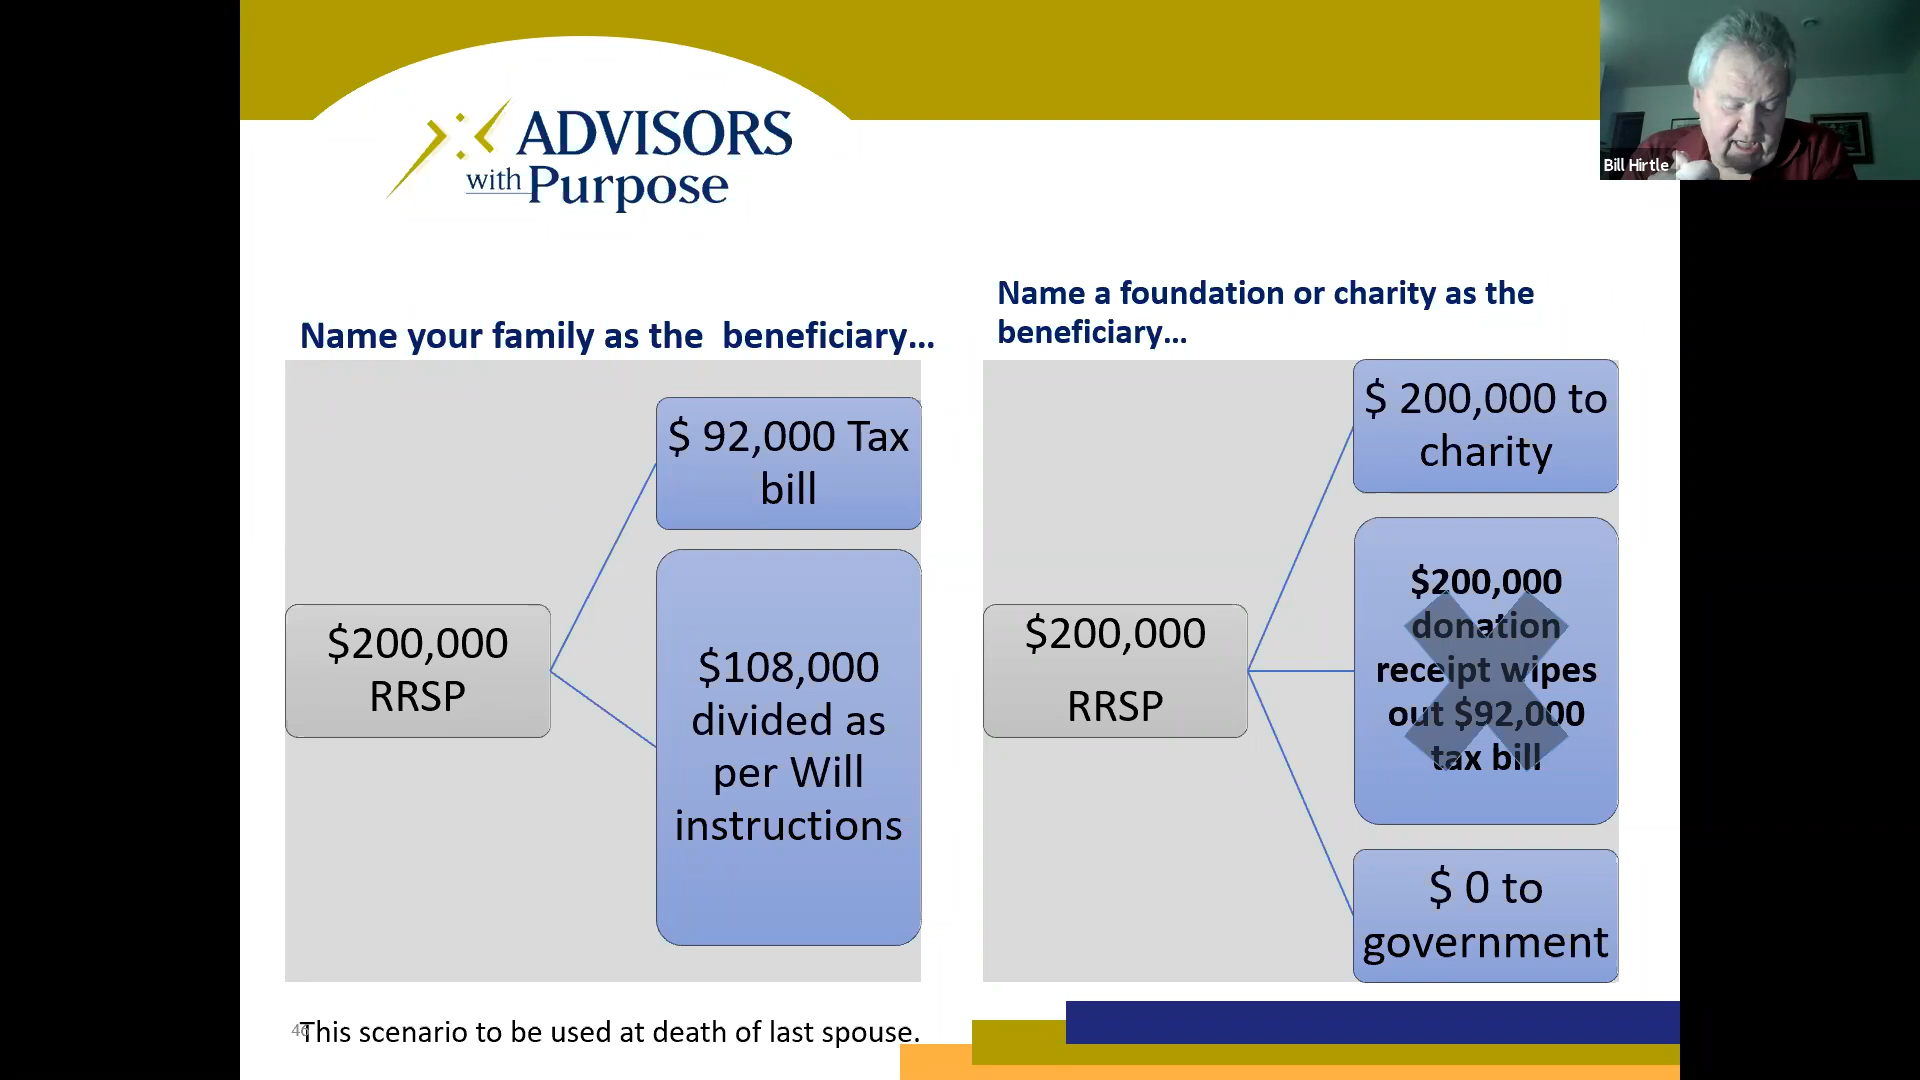 ADVISORS
with Purpose
Bill Hirtle
Name your family as the  beneficiary...
$ 92,000 Tax
bill
$200,000
RRSP
$108,000
divided as
per Will
instructions
Name a foundation or charity as the
beneficiary...
$ 200,000 to
charity
$200,000
RRSP
$200,000
donation
receipt wipes
out $92,000
tax bill
$ 0 to
government
46
This scenario to be used at death of last spouse.